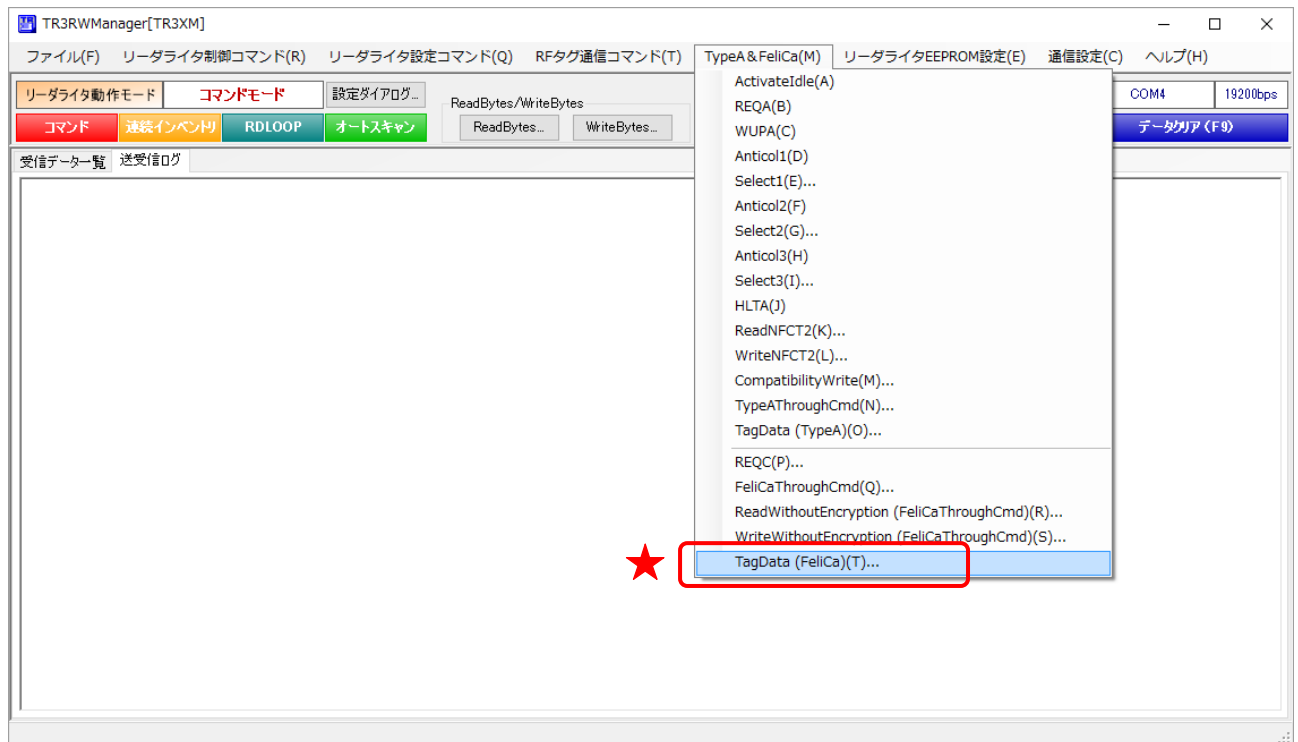 TR3RWManager[TR3XM]
ファイル(F) リーダライタ制御コマンド(R) リーダライタ設定コマンド(Q) RFタグ通信コマンド(T) TypeA＆FeliCa(M) リーダライタEEPROM設定(E) 通信設定(C) ヘルプ(H)
リーダライタ動作モード コマンドモード 設定ダイアログ... COM4 19200bps
ReadBytes/WriteBytes
コマンド 連続インベントリ RDLOOP オートスキャン ReadBytes... WriteBytes... データクリア（F9）
受信データ一覧 送受信ログ
ActivateIdle(A)
REQA(B)
WUPA(C)
Anticol1(D)
Select1(E)...
Anticol2(F)
Select2(G)...
Anticol3(H)
Select3(I)...
HLTA(J)
ReadNFCT2(K)...
WriteNFCT2(L)...
CompatibilityWrite(M)...
TypeAThroughCmd(N)...
TagData (TypeA)(O)...
REQC(P)...
FeliCaThroughCmd(Q)...
ReadWithoutEncryption (FeliCaThroughCmd)(R)...
WriteWithoutEncryption (FeliCaThroughCmd)(S)...
TagData (FeliCa)(T)...